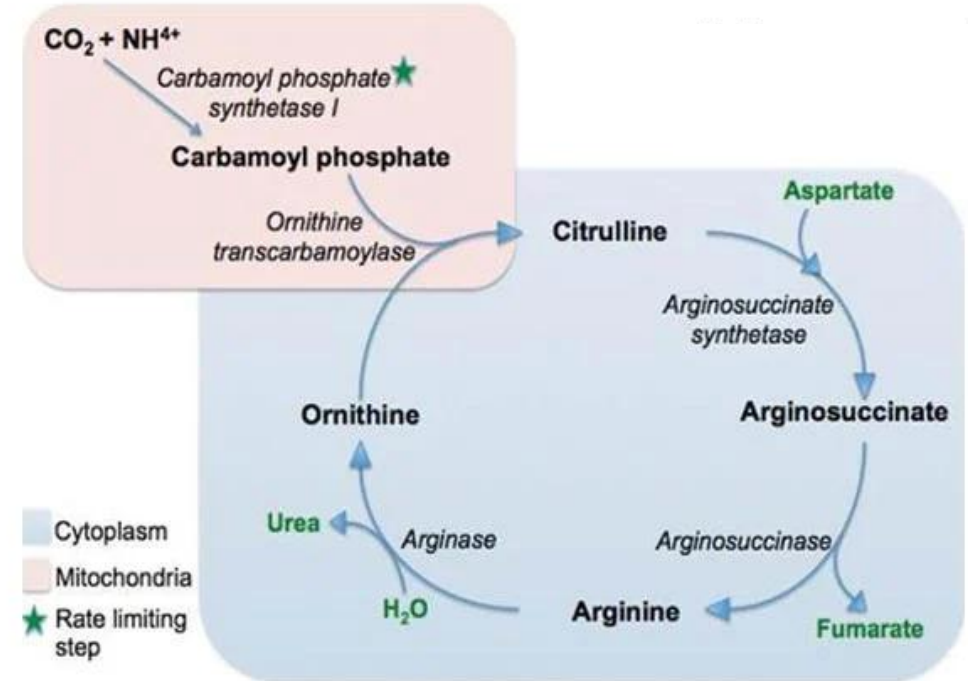 CO₂ + NH⁴⁺
Carbamoyl phosphate
synthetase I
Carbamoyl phosphate
Ornithine
transcarbamoylase
Citrulline
Aspartate
Arginosuccinate
synthetase
Ornithine
Arginosuccinate
Urea
Arginase
Arginosuccinase
H₂O
Arginine
Fumarate
Cytoplasm
Mitochondria
Rate limiting
step